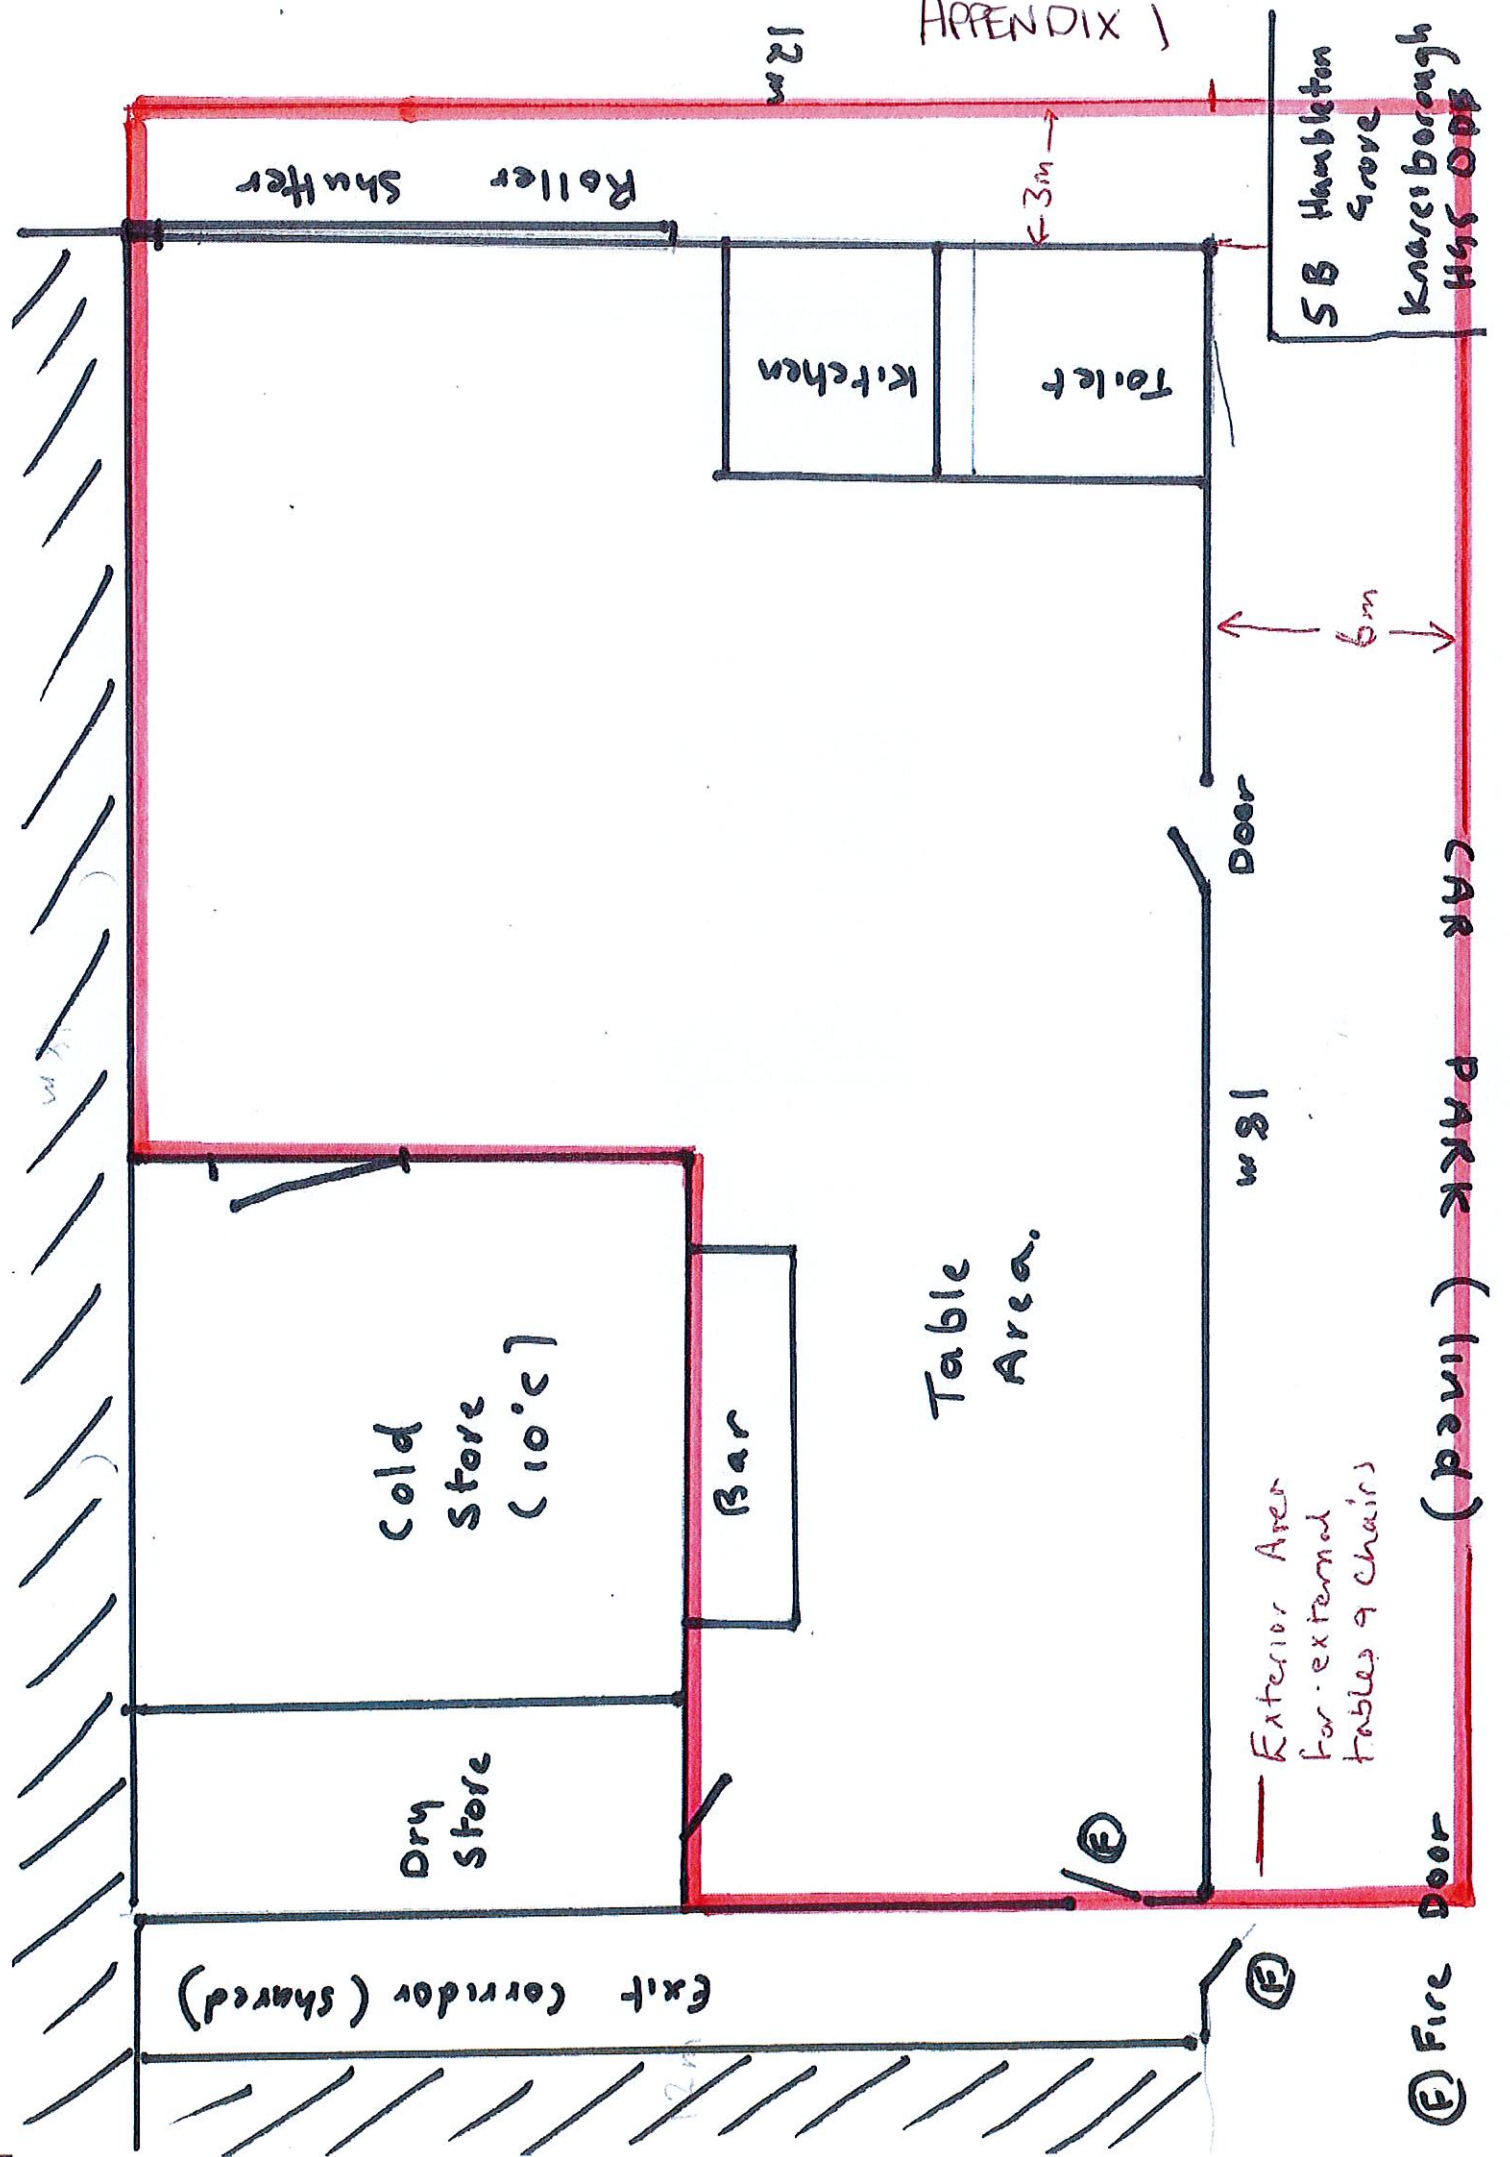 APPENDIX 1
12m
5B Hambleton
Grove
Knaresborough
HG5 0DB
Roller
Shutter
← 3m →
Kitchen
Toilet
6m
Door
18m
CAR PARK (panlired)
Table
Area.
Cold
Store
(10°C)
Bar
Dry
Store
Exterior Area
for external
tables & chairs
F
Exit Corridor (Shared)
F
F Fire Door
12m